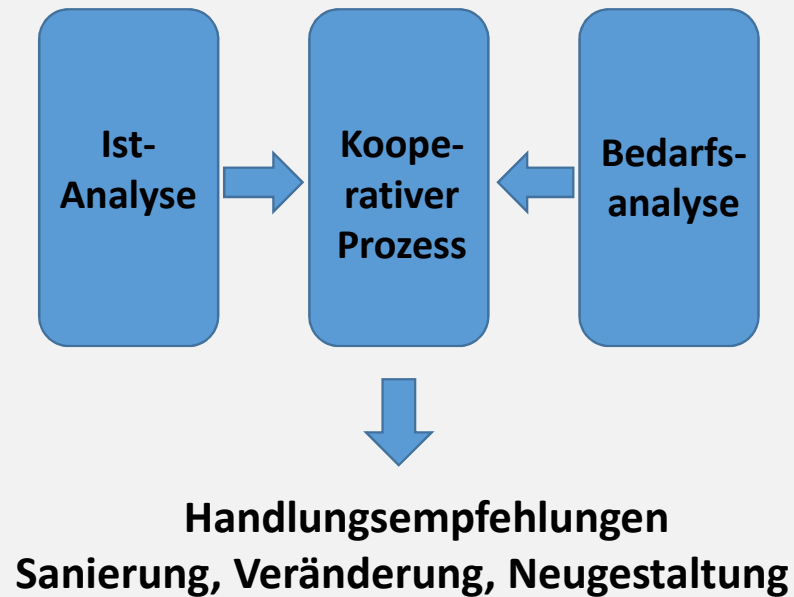 Ist-
Analyse
Koope-
rativer
Prozess
Bedarfs-
analyse
Handlungsempfehlungen
Sanierung, Veränderung, Neugestaltung